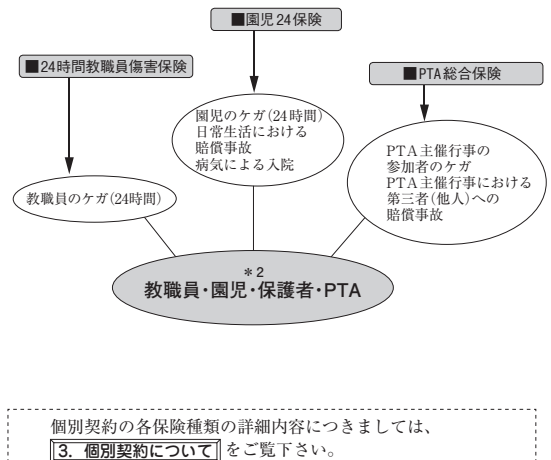 ■園児24保険
■24時間教職員傷害保険
■PTA総合保険
園児のケガ(24時間)
日常生活における
賠償事故
病気による入院
PTA主催行事の
参加者のケガ
PTA主催行事における
第三者(他人)への
賠償事故
教職員のケガ(24時間)
*2
教職員・園児・保護者・PTA
個別契約の各保険種類の詳細内容につきましては、
3. 個別契約について をご覧下さい。